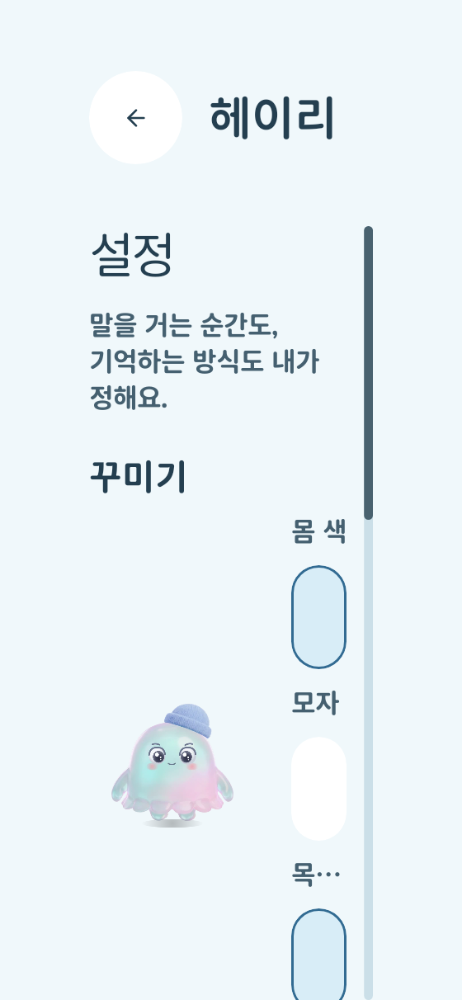 헤이리
설정
말을 거는 순간도,
기억하는 방식도 내가
정해요.
꾸미기
몸 색
모자
목…